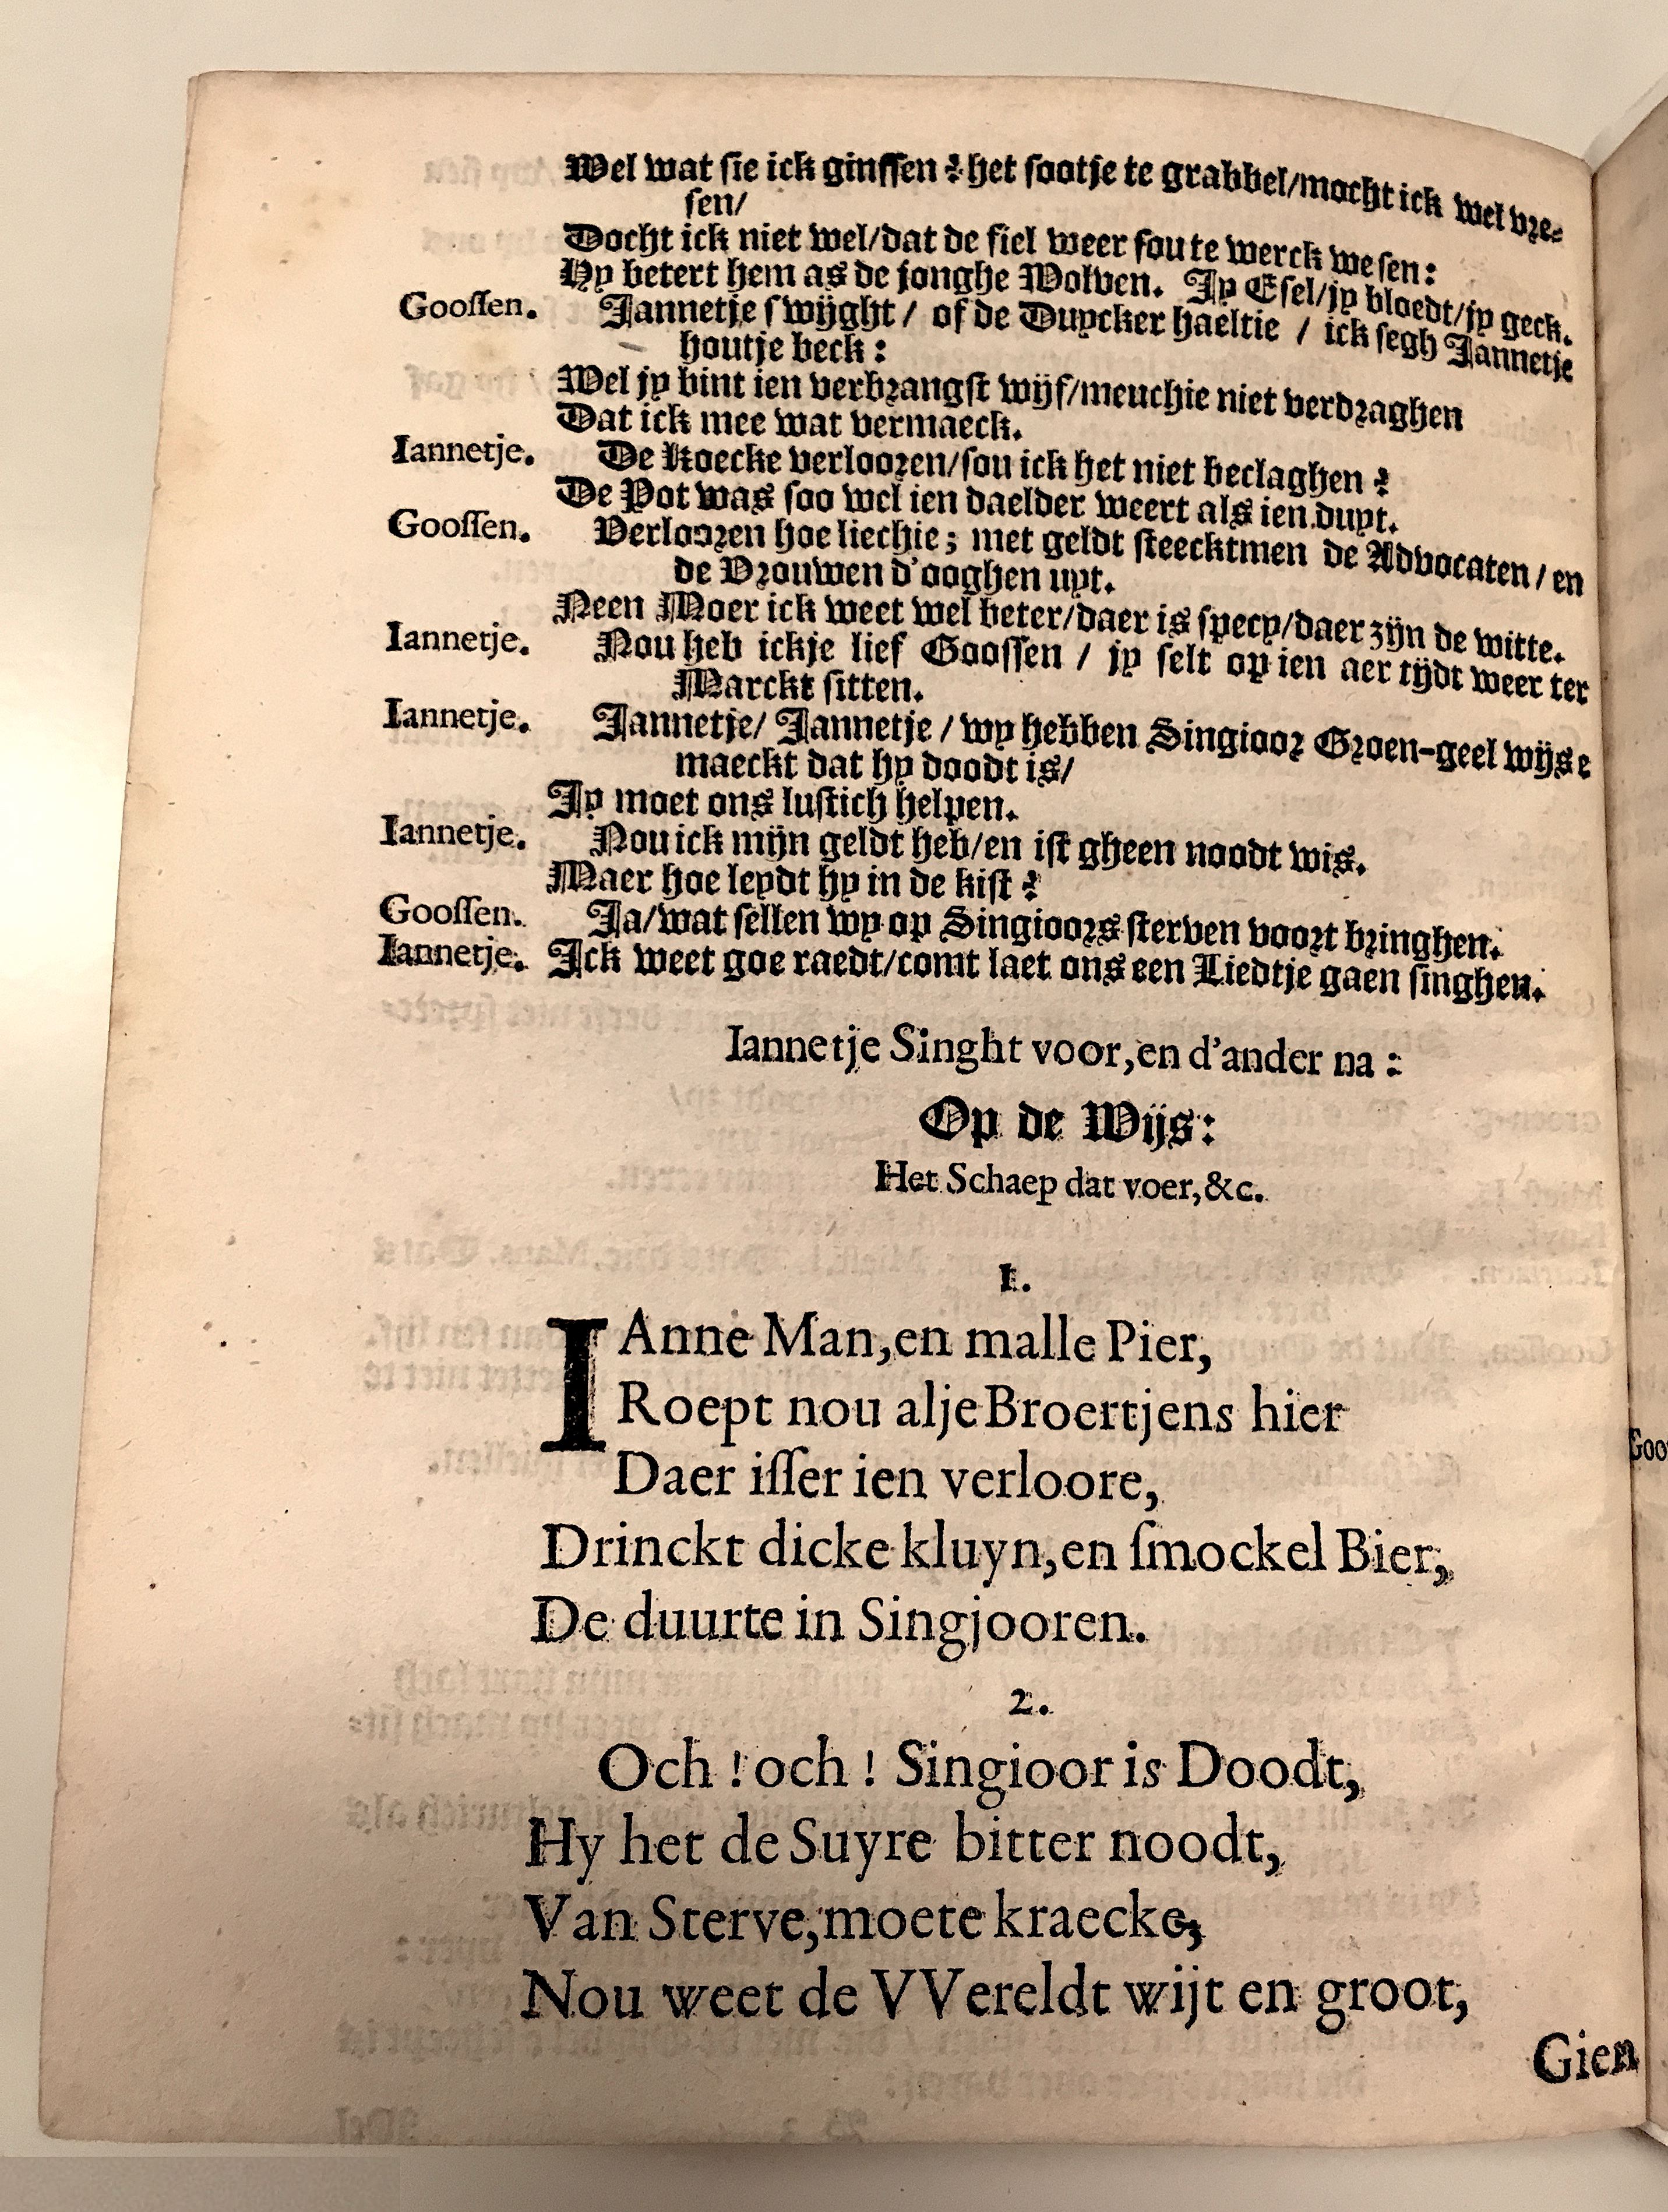 Wel wat sie ick ginssen? het sootje te grabbel/mocht ick wel vre-
sen/
Docht ick niet wel/dat de fiel weer fou te werck wesen:
Hy betert hem as de jonghe Wolven. Jy Esel/jy bloedt/jy geck.
Goossen. Jannetje swijght / of de Duycker haeltie / ick segh Jannetje
houtje beck:
Wel jy bint ien verbrangst wijf/meuchie niet verdraghen
Dat ick mee wat vermaeck.
Iannetje. De Koecke verlooren/sou ick het niet beclaghen?
De Pot was soo wel ien daelder weert als ien duyt.
Goossen. Verlooren hoe liechie; met geldt steecktmen de Advocaten / en
de Vrouwen d'ooghen uyt.
Neen Moer ick weet wel beter/daer is specy/daer zijn de witte.
Iannetje. Nou heb ickje lief Goossen / jy selt op ien aer tijdt weer ter
Marckt sitten.
Iannetje. Jannetje/ Jannetje / wy hebben Singioor Groen-geel wijs e
maeckt dat hy doodt is/
Jy moet ons lustich helpen.
Iannetje. Nou ick mijn geldt heb/en ist gheen noodt wis.
Maer hoe leydt hy in de kist?
Goossen. Ja/wat sellen wy op Singioors sterven voort bringhen.
Iannetje. Ick weet goe raedt/comt laet ons een Liedtje gaen singhen.
Iannetje Singht voor, en d'ander na:
Op de Wijs:
Het Schaep dat voer, &c.
1.
IAnne Man, en malle Pier,
Roept nou alje Broertjens hier
Daer isser ien verloore,
Drinckt dicke kluyn, en smockel Bier,
De duurte in Singjooren.
2.
Och! och! Singioor is Doodt,
Hy het de Suyre bitter noodt,
Van Sterve, moete kraecke,
Nou weet de VVereldt wijt en groot,
Gien